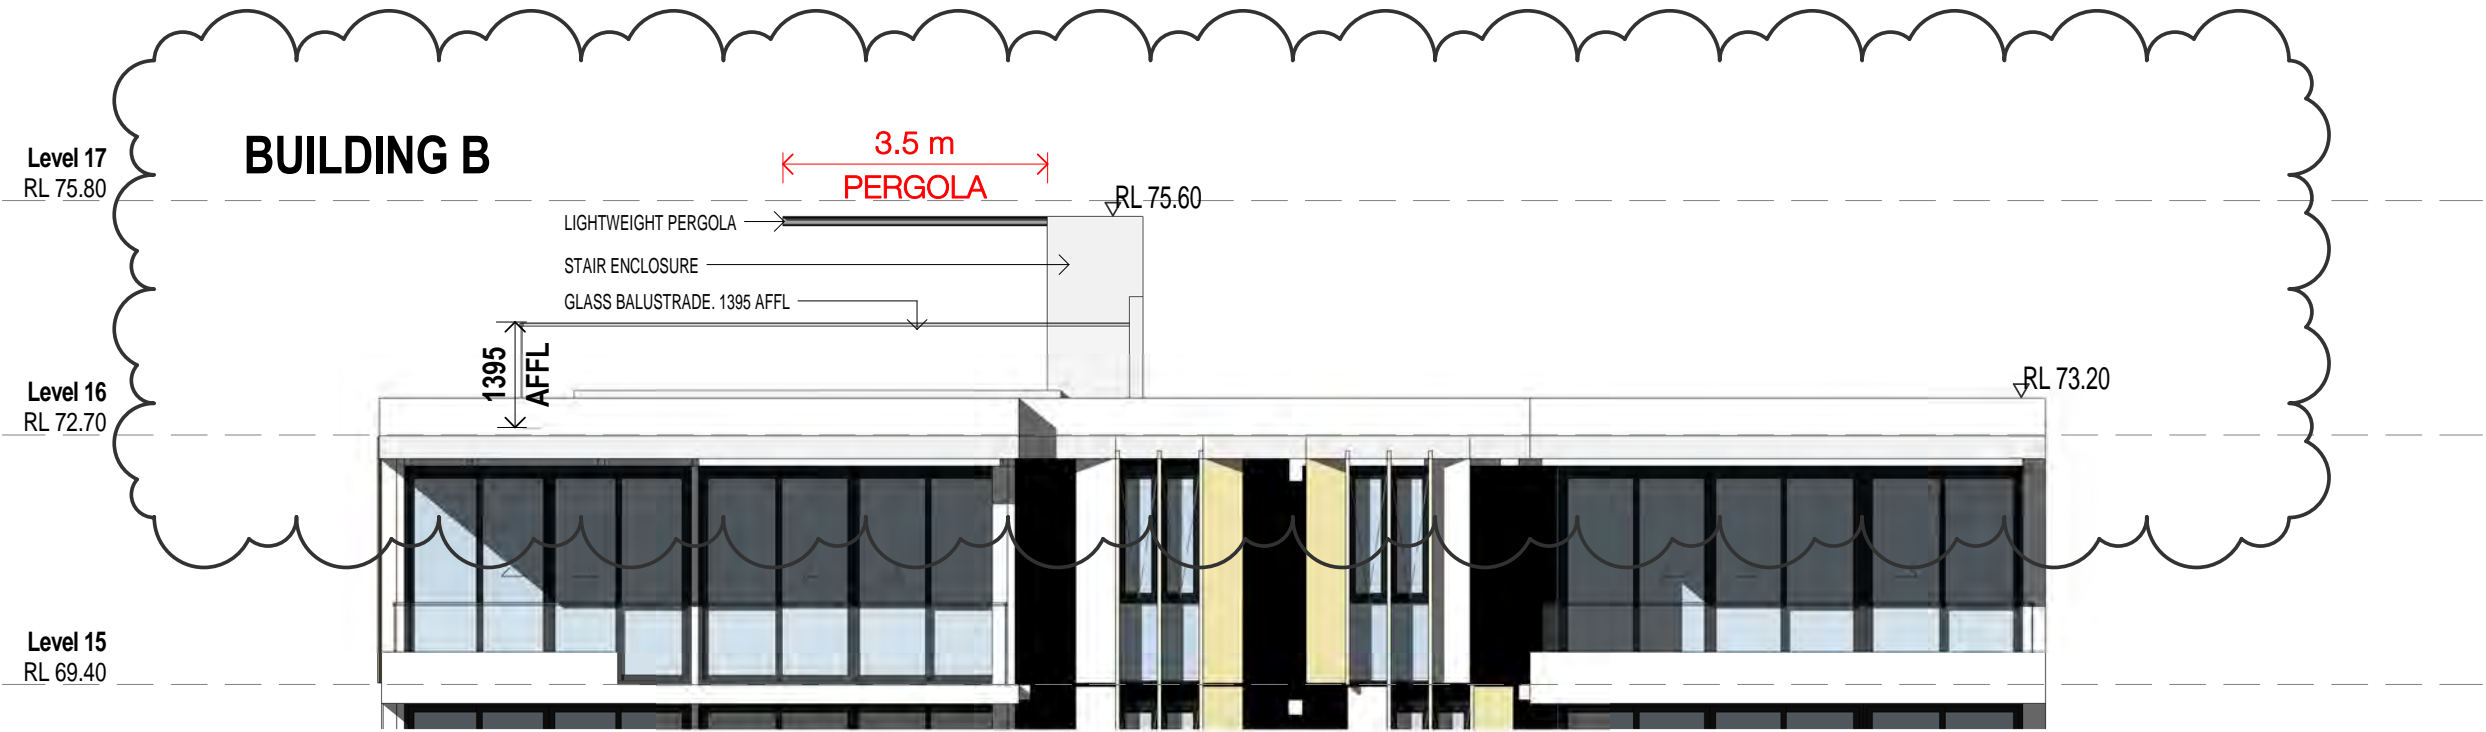 BUILDING B
3.5 m
PERGOLA
Level 17
RL 75.80
RL 75.60
LIGHTWEIGHT PERGOLA
STAIR ENCLOSURE
GLASS BALUSTRADE. 1395 AFFL
1395
AFFL
Level 16
RL 72.70
RL 73.20
Level 15
RL 69.40